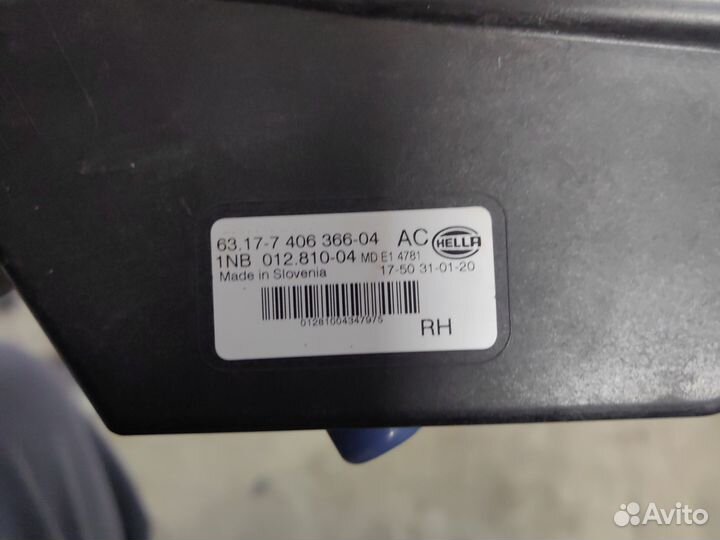 63.17-7 406 366-04 AC HELLA
1NB 012.810-04 MD E1 4781
Made in Slovenia 17-50 31-01-20
01281004347975
RH
Avito